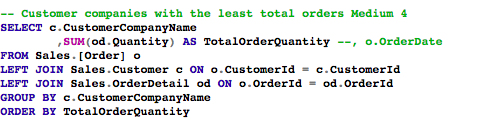 -- Customer companies with the least total orders Medium 4
SELECT c.CustomerCompanyName
,SUM(od.Quantity) AS TotalOrderQuantity --, o.OrderDate
FROM Sales.[Order] o
LEFT JOIN Sales.Customer c ON o.CustomerId = c.CustomerId
LEFT JOIN Sales.OrderDetail od ON o.OrderId = od.OrderId
GROUP BY c.CustomerCompanyName
ORDER BY TotalOrderQuantity